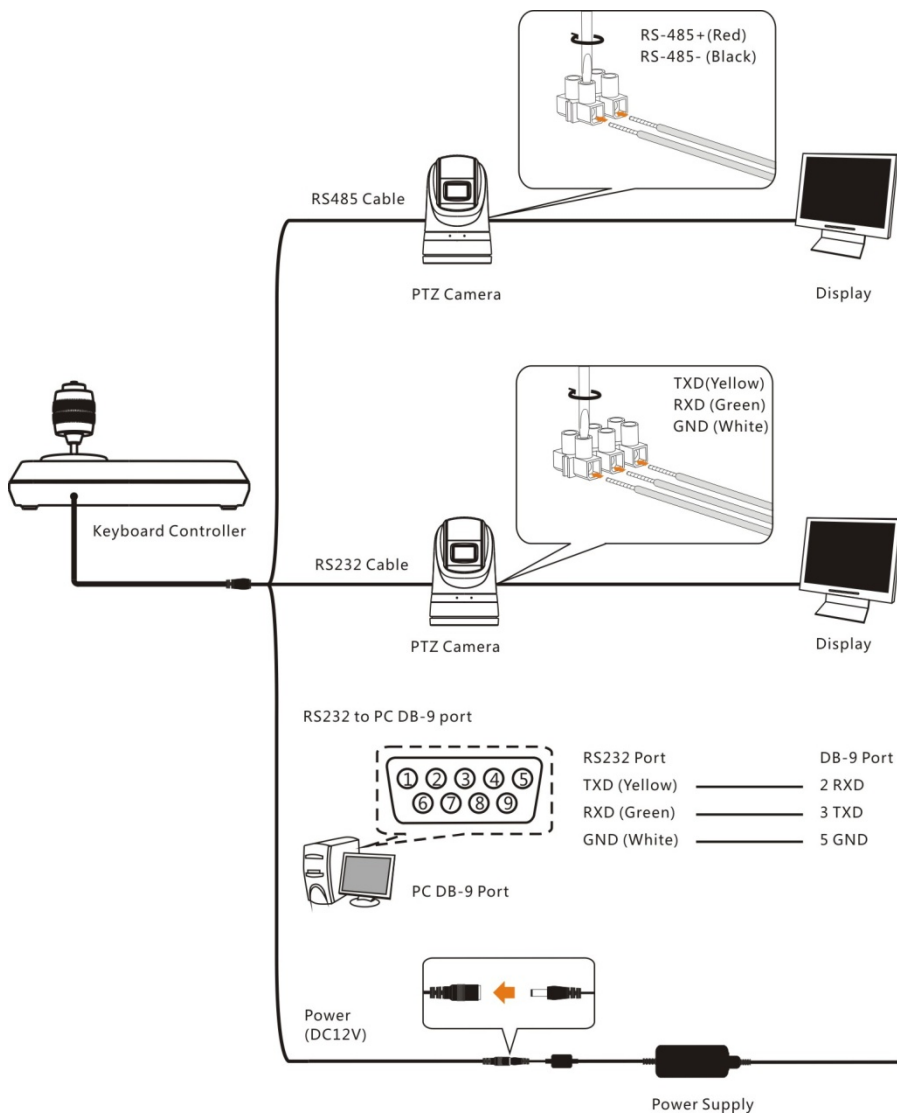 RS-485+(Red)
RS-485- (Black)
RS485 Cable
PTZ Camera
Display
TXD(Yellow)
RXD (Green)
GND (White)
Keyboard Controller
RS232 Cable
PTZ Camera
Display
RS232 to PC DB-9 port
1 2 3 4 5
6 7 8 9
RS232 Port DB-9 Port
TXD (Yellow) 2 RXD
RXD (Green) 3 TXD
GND (White) 5 GND
PC DB-9 Port
Power
(DC12V)
Power Supply